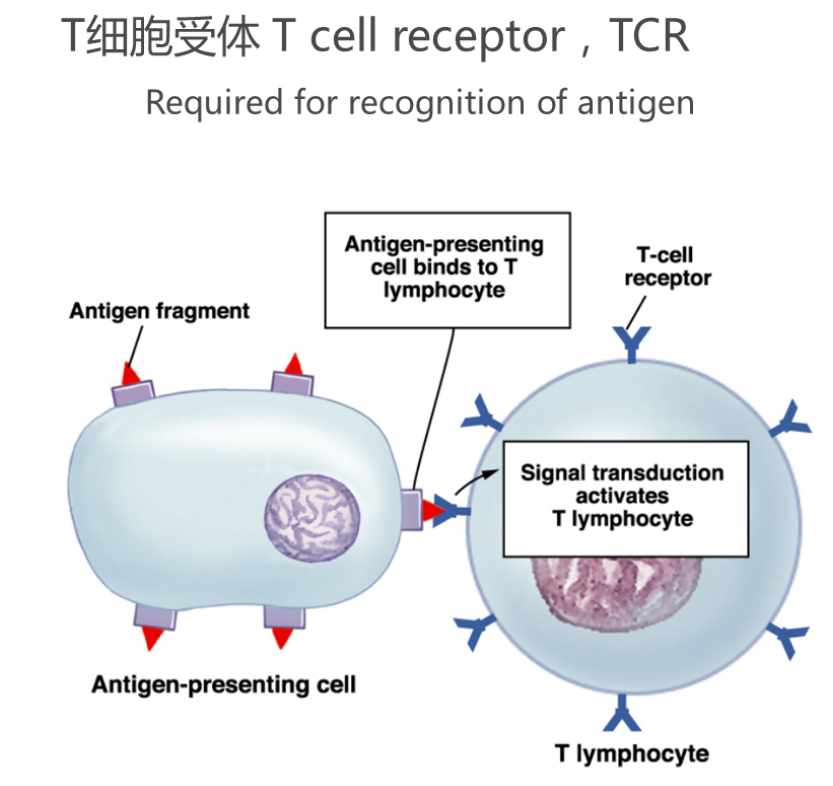 T细胞受体 T cell receptor，TCR
Required for recognition of antigen
Antigen-presenting
cell binds to T
lymphocyte
T-cell
receptor
Antigen fragment
Signal transduction
activates
T lymphocyte
Antigen-presenting cell
T lymphocyte